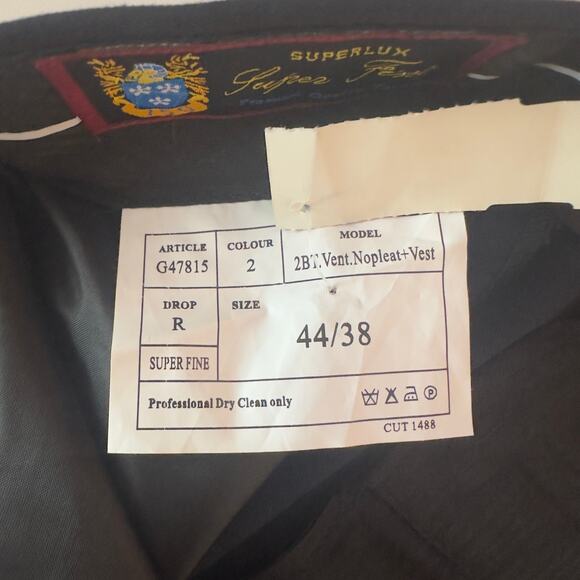 SUPERLUX
Super Fess
ARTICLE
G47815
COLOUR
2
MODEL
2BT.Vent.Nopleat+Vest
DROP
R
SIZE
44/38
SUPER FINE
Professional Dry Clean only
CUT 1488